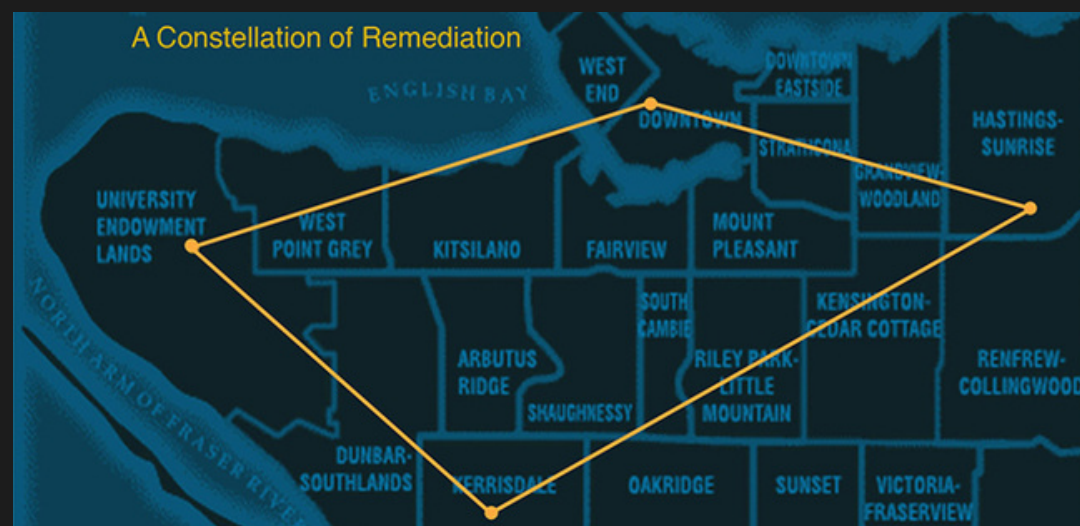 A Constellation of Remediation
ENGLISH BAY
WEST
END
DOWNTOWN
EASTSIDE
DOWNTOWN
STRATHCONA
HASTINGS-
SUNRISE
GRANDVIEW-
WOODLAND
UNIVERSITY
ENDOWMENT
LANDS
WEST
POINT GREY
KITSILANO
FAIRVIEW
MOUNT
PLEASANT
NORTH ARM OF FRASER RIVER
SOUTH
CAMBIE
KENSINGTON-
CEDAR COTTAGE
ARBUTUS
RIDGE
SHAUGHNESSY
RILEY PARK-
LITTLE
MOUNTAIN
RENFREW-
COLLINGWOOD
DUNBAR-
SOUTHLANDS
KERRISDALE
OAKRIDGE
SUNSET
VICTORIA-
FRASERVIEW